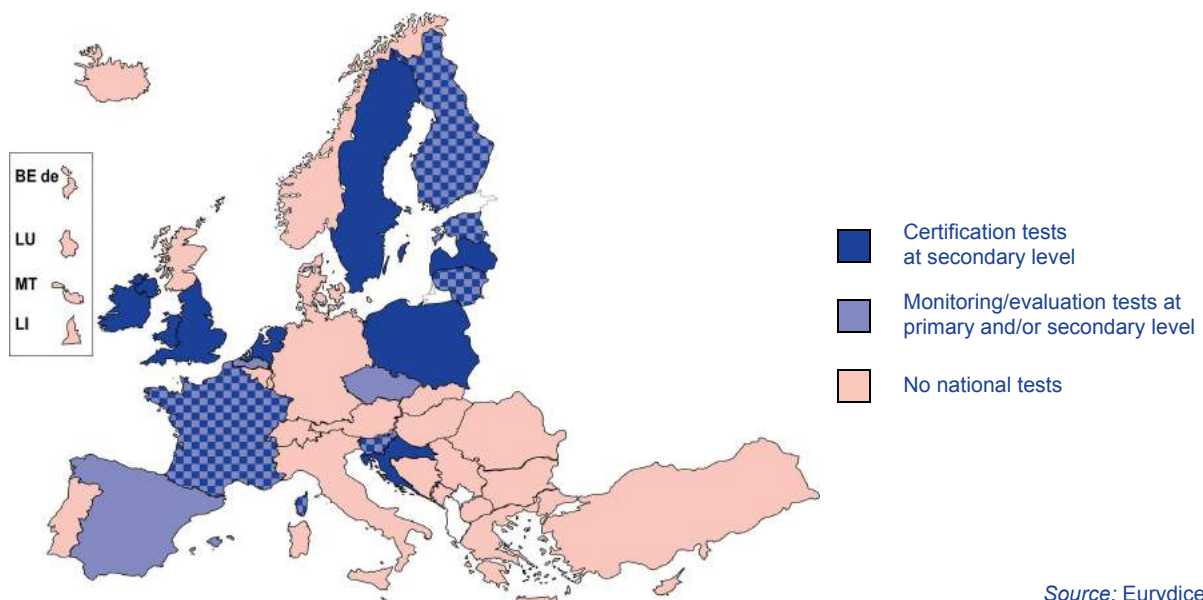 BE de
LU
MT
LI
Certification tests
at secondary level
Monitoring/evaluation tests at
primary and/or secondary level
No national tests
Source: Eurydice